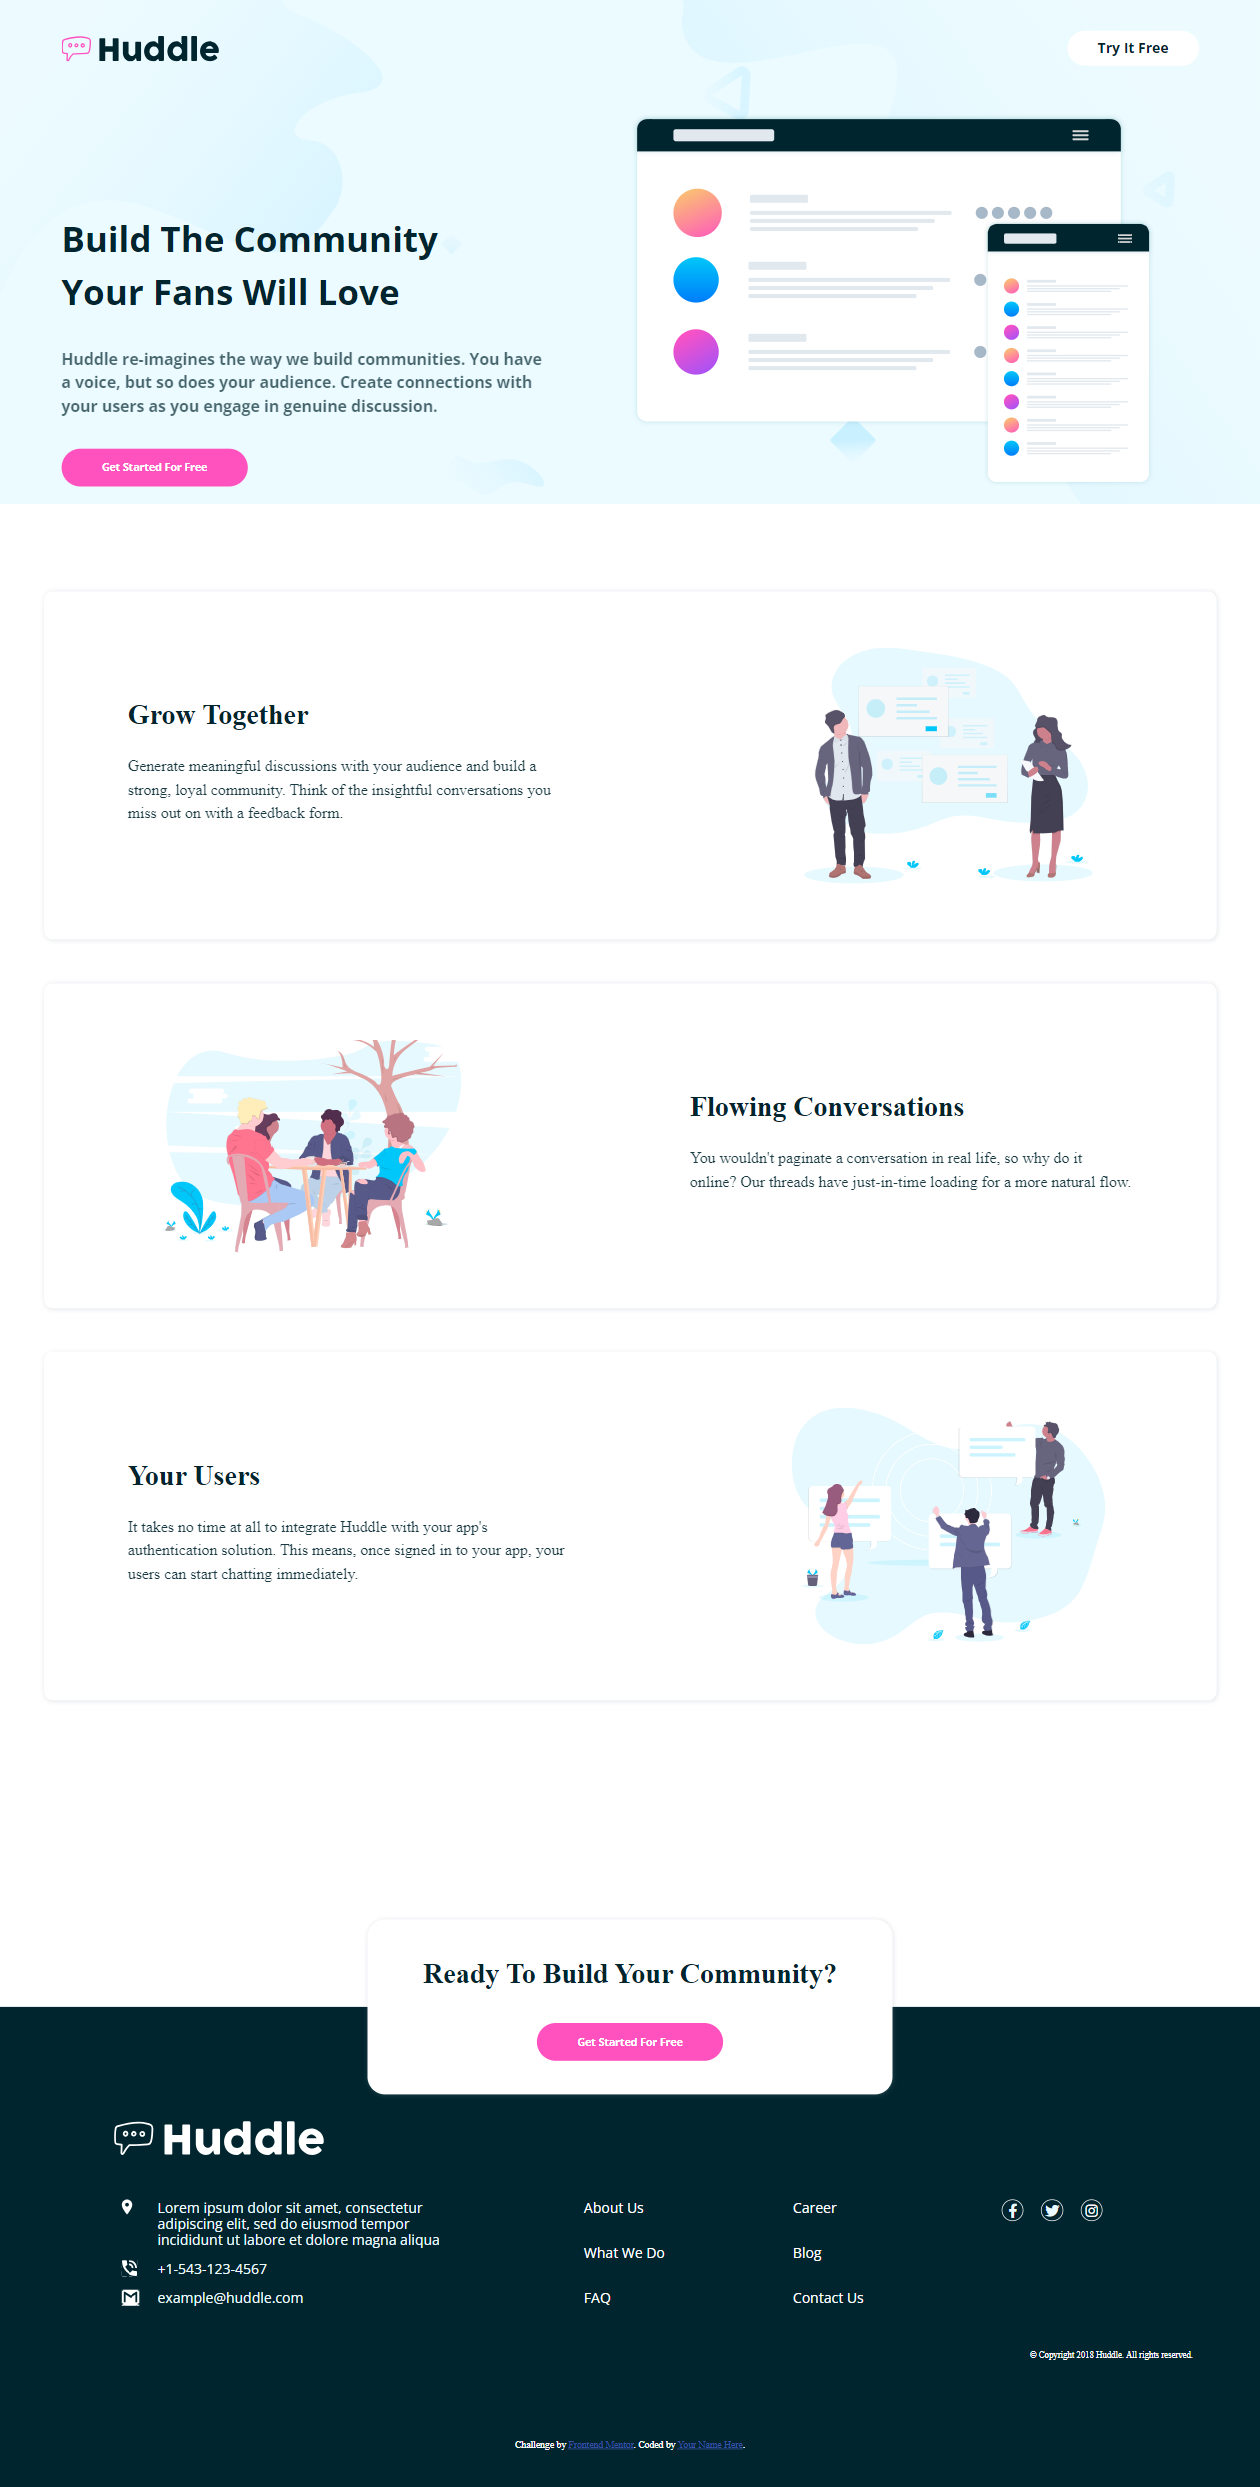 Huddle
Try It Free
Build The Community
Your Fans Will Love
Huddle re-imagines the way we build communities. You have
a voice, but so does your audience. Create connections with
your users as you engage in genuine discussion.
Get Started For Free
Grow Together
Generate meaningful discussions with your audience and build a
strong, loyal community. Think of the insightful conversations you
miss out on with a feedback form.
Flowing Conversations
You wouldn't paginate a conversation in real life, so why do it
online? Our threads have just-in-time loading for a more natural flow.
Your Users
It takes no time at all to integrate Huddle with your app's
authentication solution. This means, once signed in to your app, your
users can start chatting immediately.
Ready To Build Your Community?
Get Started For Free
Huddle
Lorem ipsum dolor sit amet, consectetur
adipiscing elit, sed do eiusmod tempor
incididunt ut labore et dolore magna aliqua
+1-543-123-4567
example@huddle.com
About Us
What We Do
FAQ
Career
Blog
Contact Us
© Copyright 2018 Huddle. All rights reserved.
Challenge by Frontend Mentor. Coded by Your Name Here.